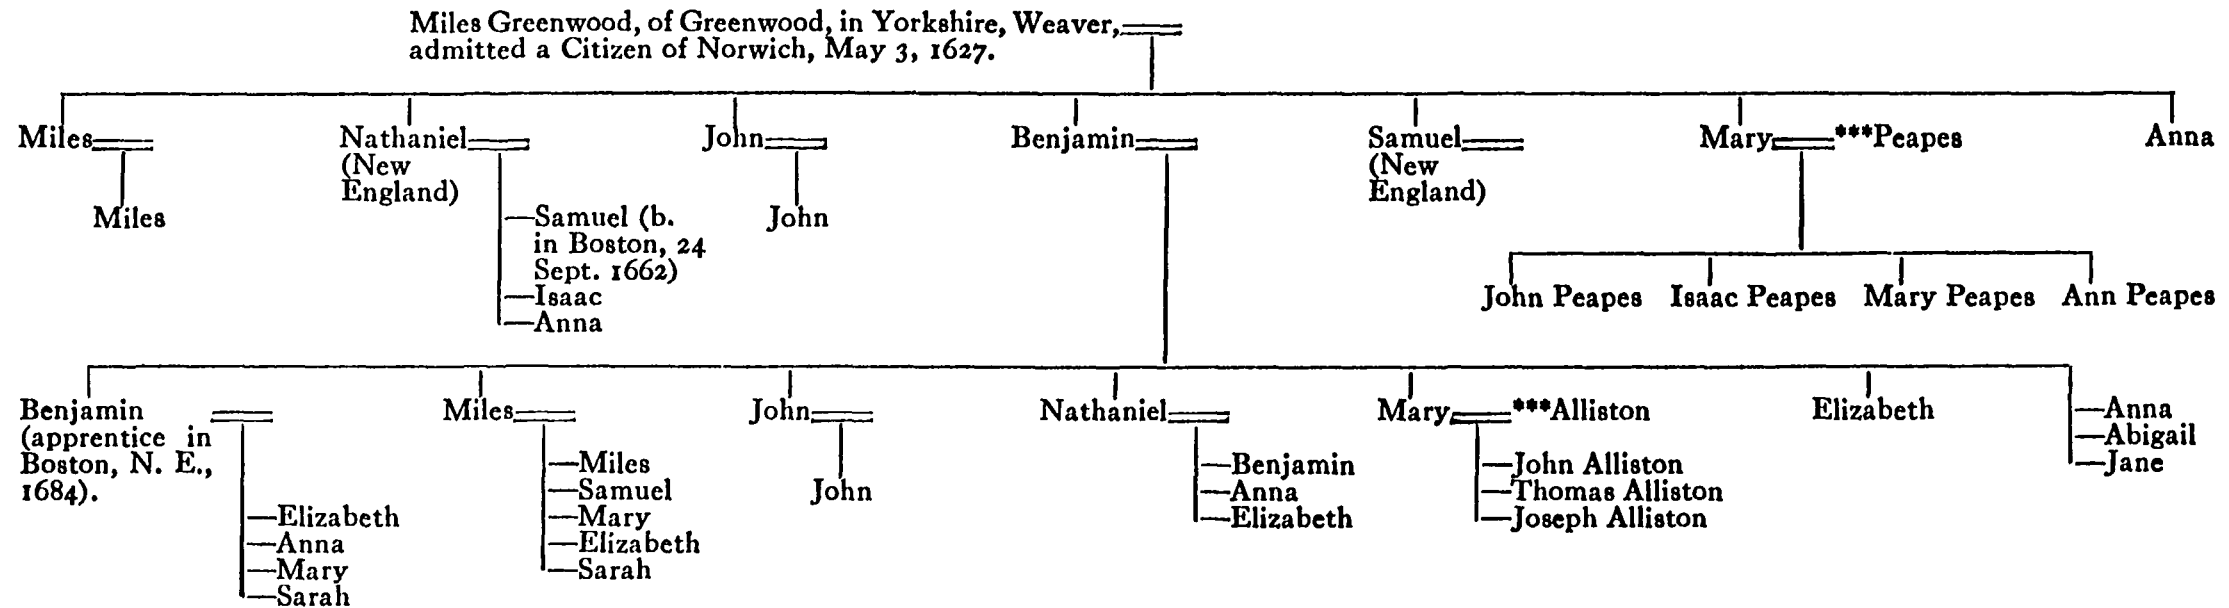 Miles Greenwood, of Greenwood, in Yorkshire, Weaver,
admitted a Citizen of Norwich, May 3, 1627.
Miles
Nathaniel
(New
England)
John
Benjamin
Samuel
(New
England)
Mary
***Peapes
Anna
Miles
Samuel (b.
in Boston, 24
Sept. 1662)
Isaac
Anna
John
John Peapes
Isaac Peapes
Mary Peapes
Ann Peapes
Benjamin
(apprentice in
Boston, N. E.,
1684).
Elizabeth
Anna
Mary
Sarah
Miles
Miles
Samuel
Mary
Elizabeth
Sarah
John
John
Nathaniel
Benjamin
Anna
Elizabeth
Mary
***Alliston
John Alliston
Thomas Alliston
Joseph Alliston
Elizabeth
Anna
Abigail
Jane